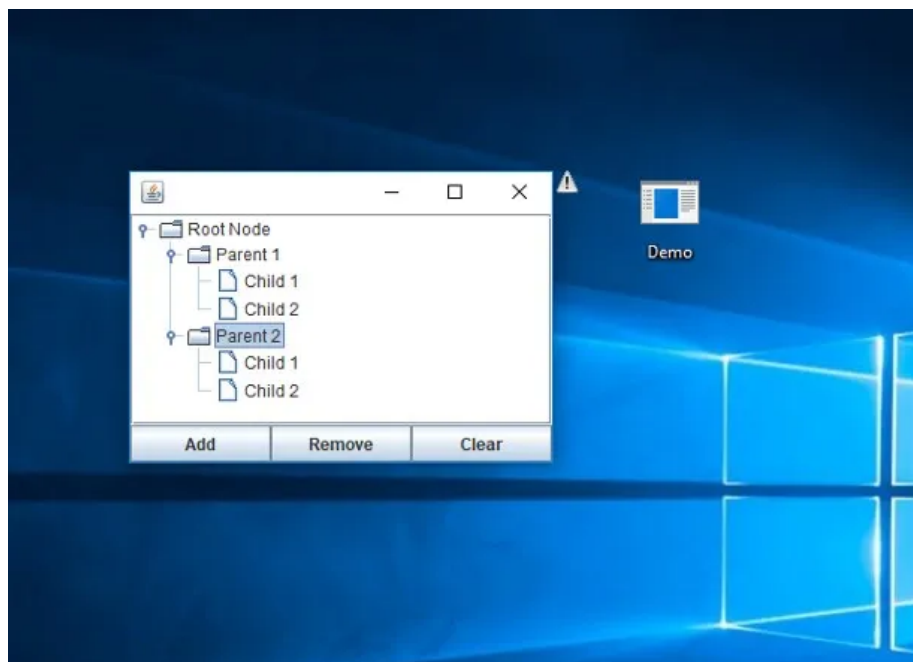 Root Node
Parent 1
Child 1
Child 2
Parent 2
Child 1
Child 2
Add Remove Clear
Demo